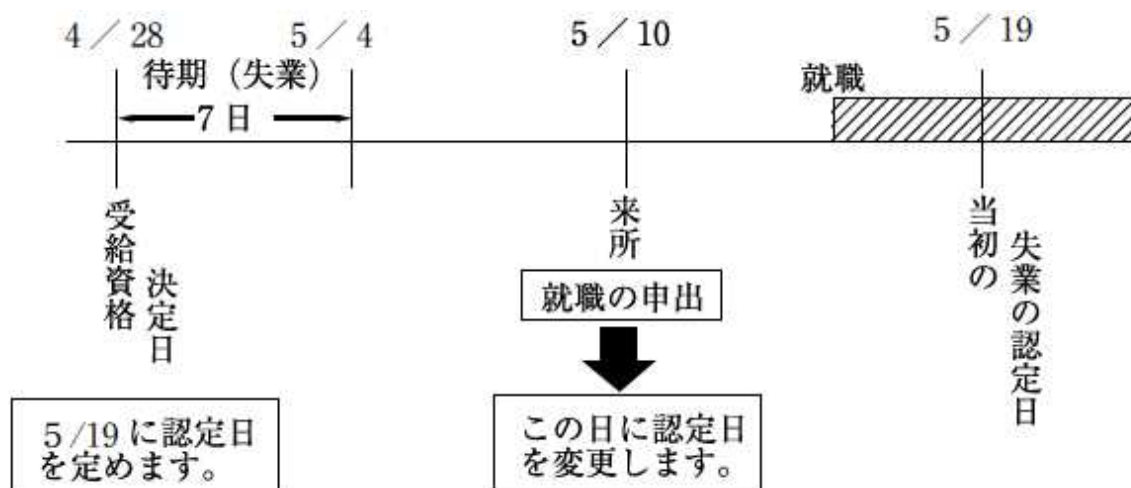 4/28
5/4
5/10
5/19
待期(失業)
7日
就職
受給資格
決定日
来所
当初の
失業の認定日
就職の申出
5/19に認定日
を定めます。
この日に認定日
を変更します。